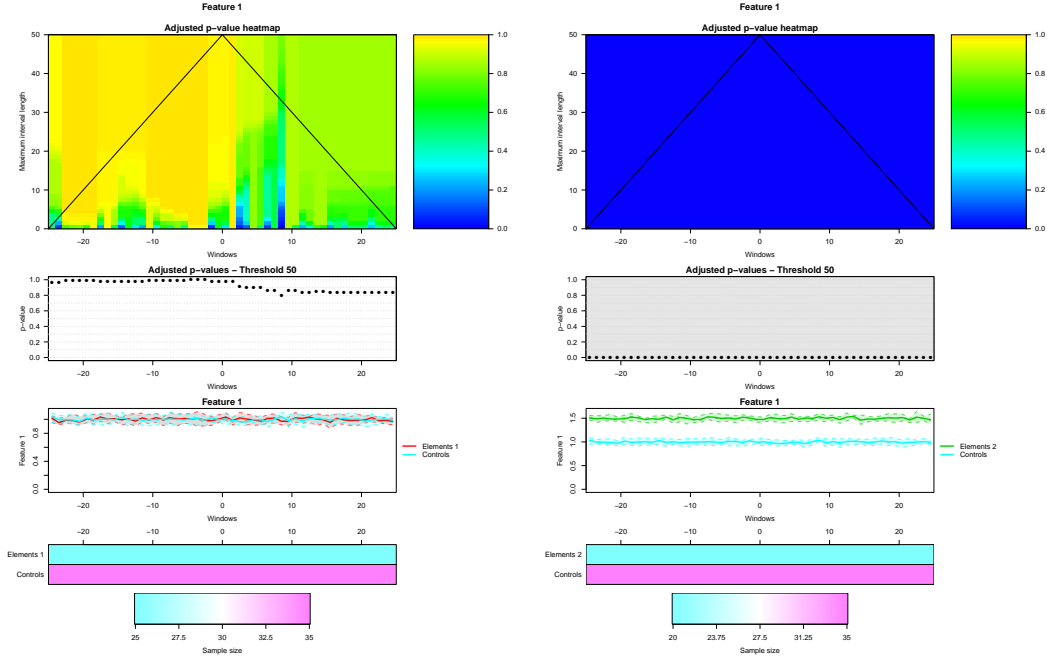 Feature 1
Adjusted p−value heatmap
Maximum interval length
50
40
30
20
10
0
−20 −10 0 10 20
Windows
1.0
0.8
0.6
0.4
0.2
0.0
Adjusted p−values − Threshold 50
p−value
1.0
0.8
0.6
0.4
0.2
0.0
−20 −10 0 10 20
Windows
Feature 1
Feature 1
0.8
0.4
0.0
−20 −10 0 10 20
Windows
Elements 1
Controls
−20 −10 0 10 20
Elements 1
Controls
25 27.5 30 32.5 35
Sample size
Feature 1
Adjusted p−value heatmap
Maximum interval length
50
40
30
20
10
0
−20 −10 0 10 20
Windows
1.0
0.8
0.6
0.4
0.2
0.0
Adjusted p−values − Threshold 50
p−value
1.0
0.8
0.6
0.4
0.2
0.0
−20 −10 0 10 20
Windows
Feature 1
Feature 1
1.5
1.0
0.5
0.0
−20 −10 0 10 20
Windows
Elements 2
Controls
−20 −10 0 10 20
Elements 2
Controls
20 23.75 27.5 31.25 35
Sample size